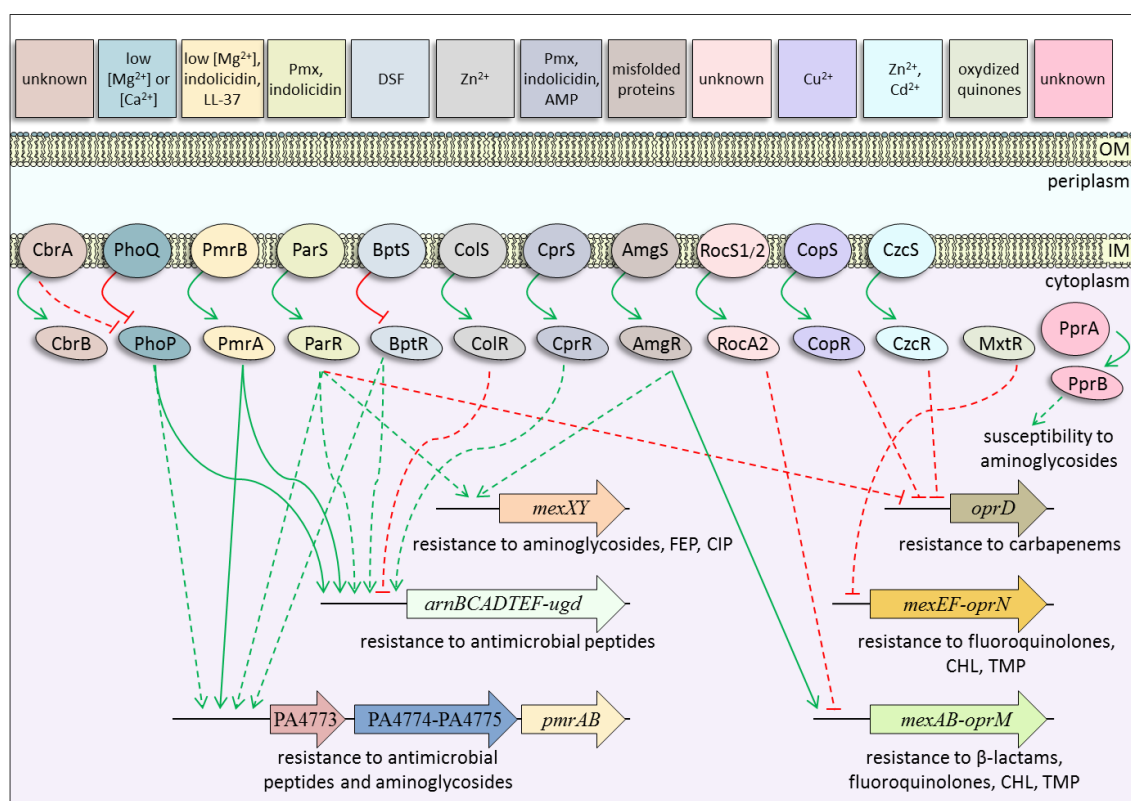 unknown
low
[Mg²⁺] or
[Ca²⁺]
low [Mg²⁺],
indolicidin,
LL-37
Pmx,
indolicidin
DSF
Zn²⁺
Pmx,
indolicidin,
AMP
misfolded
proteins
unknown
Cu²⁺
Zn²⁺,
Cd²⁺
oxydized
quinones
unknown
OM
periplasm
CbrA
PhoQ
PmrB
ParS
BptS
ColS
CprS
AmgS
RocS1/2
CopS
CzcS
IM
cytoplasm
CbrB
PhoP
PmrA
ParR
BptR
ColR
CprR
AmgR
RocA2
CopR
CzcR
MxtR
PprA
PprB
susceptibility to
aminoglycosides
mexXY
resistance to aminoglycosides, FEP, CIP
oprD
resistance to carbapenems
arnBCADTEF-ugd
resistance to antimicrobial peptides
mexEF-oprN
resistance to fluoroquinolones,
CHL, TMP
PA4773
PA4774-PA4775
pmrAB
resistance to antimicrobial
peptides and aminoglycosides
mexAB-oprM
resistance to β-lactams,
fluoroquinolones, CHL, TMP